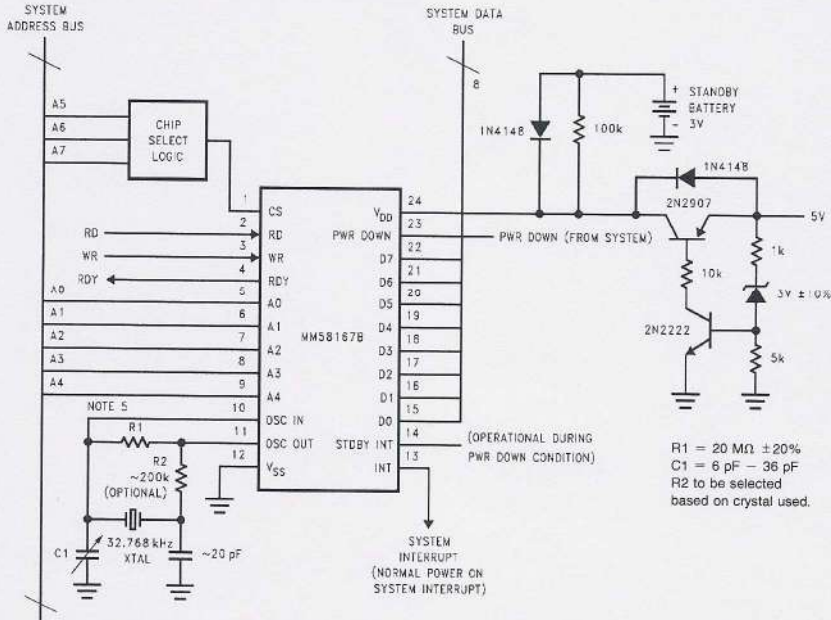 SYSTEM
ADDRESS BUS
SYSTEM DATA
BUS
8
A5
A6
A7
CHIP
SELECT
LOGIC
1N4148
100k
+
STANDBY
BATTERY
-
3V
1N4148
2N2907
5V
1k
10k
3V ±10%
2N2222
5k
1
CS
RD
2
RD
WR
3
WR
RDY
4
RDY
A0
5
A0
A1
6
A1
A2
7
A2
A3
8
A3
A4
9
A4
NOTE 5
10
OSC IN
11
OSC OUT
12
VSS
MM58167B
24
VDD
23
PWR DOWN
PWR DOWN (FROM SYSTEM)
22
D7
21
D6
20
D5
19
D4
18
D3
17
D2
16
D1
15
D0
14
STDBY INT
(OPERATIONAL DURING
PWR DOWN CONDITION)
13
INT
R1
R2
~200k
(OPTIONAL)
C1
32.768 kHz
XTAL
~20 pF
SYSTEM
INTERRUPT
(NORMAL POWER ON
SYSTEM INTERRUPT)
R1 = 20 MΩ ±20%
C1 = 6 pF – 36 pF
R2 to be selected
based on crystal used.